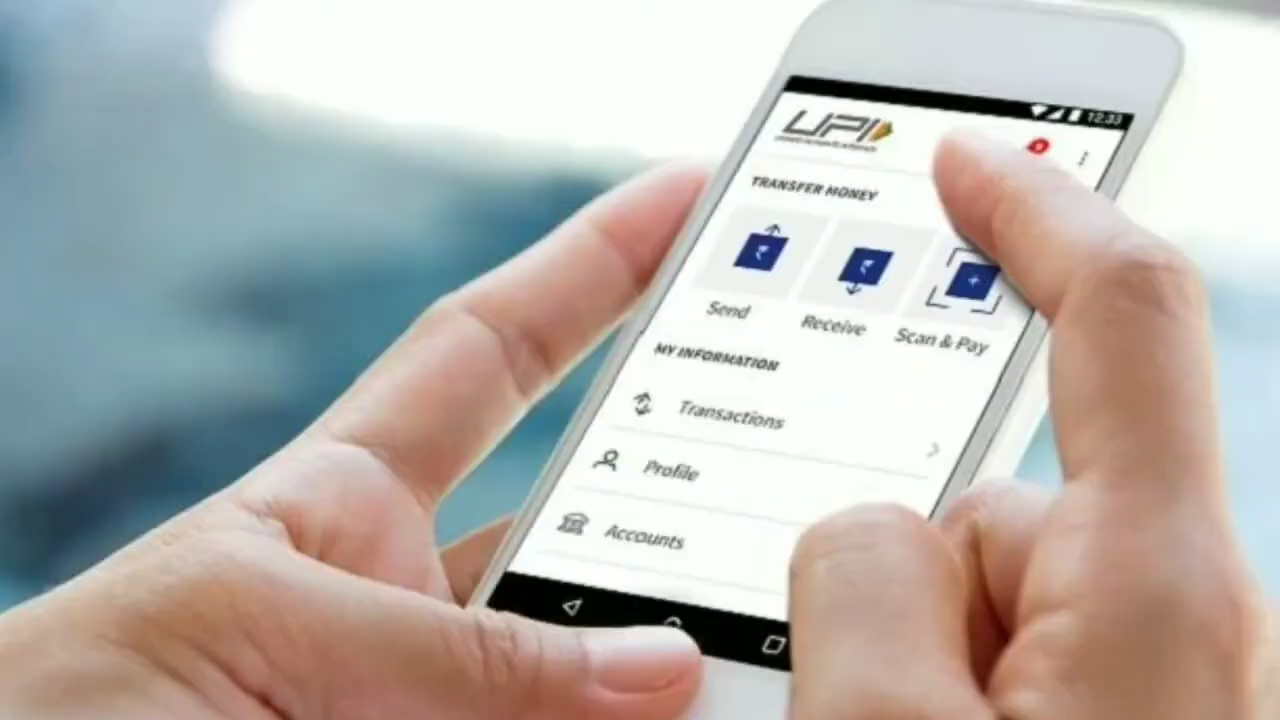 12.33
UPI
TRANSFER MONEY
Send
Receive
Scan & Pay
MY INFORMATION
Transactions
Profile
Accounts